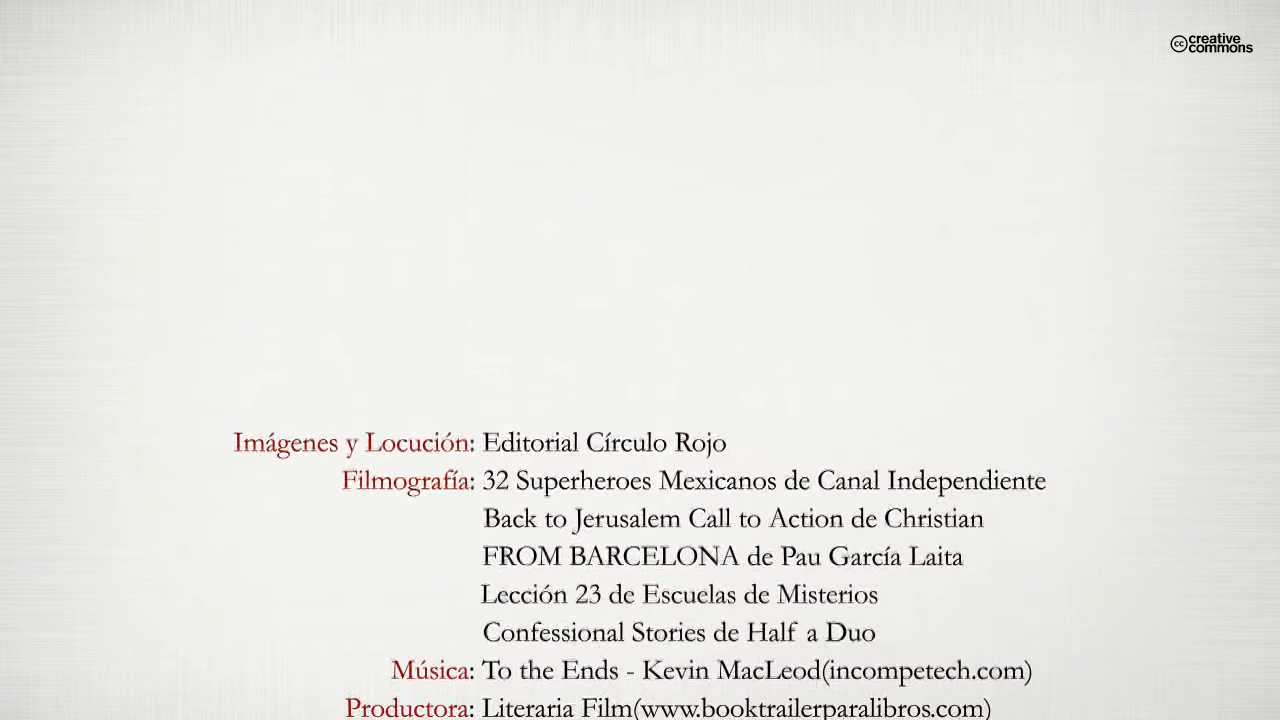 creative
commons
Imágenes y Locución: Editorial Círculo Rojo
Filmografía: 32 Superheroes Mexicanos de Canal Independiente
Back to Jerusalem Call to Action de Christian
FROM BARCELONA de Pau García Laita
Lección 23 de Escuelas de Misterios
Confessional Stories de Half a Duo
Música: To the Ends - Kevin MacLeod(incompetech.com)
Productora: Literaria Film(www.booktrailerparalibros.com)